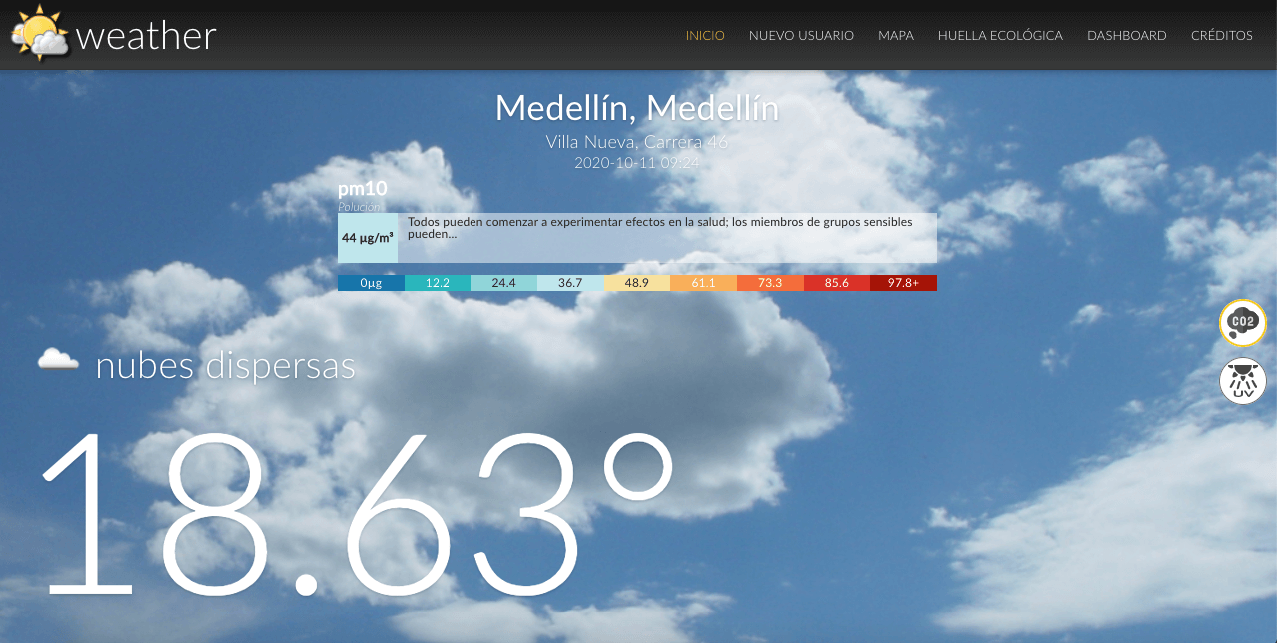 weather
INICIO NUEVO USUARIO MAPA HUELLA ECOLÓGICA DASHBOARD CRÉDITOS
Medellín, Medellín
Villa Nueva, Carrera 46
2020-10-11 09:24
pm10
Polución
44 µg/m³
Todos pueden comenzar a experimentar efectos en la salud; los miembros de grupos sensibles
pueden...
0µg 12.2 24.4 36.7 48.9 61.1 73.3 85.6 97.8+
CO2
nubes dispersas
UV
18.63°